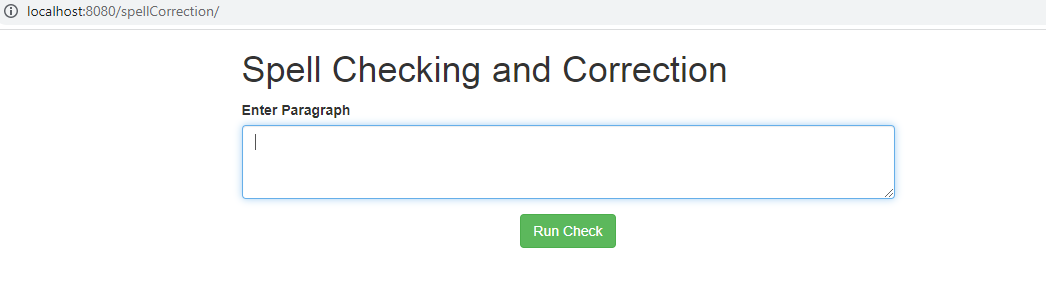 localhost:8080/spellCorrection/
Spell Checking and Correction
Enter Paragraph
Run Check